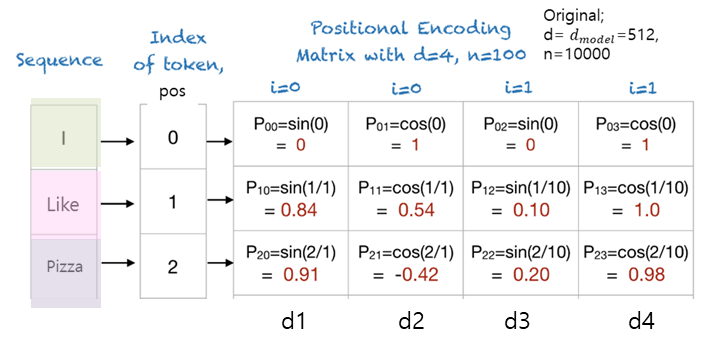 Sequence
Index
of token,
pos
Positional Encoding
Matrix with d=4, n=100
Original;
d= d_model=512,
n=10000
i=0 i=0 i=1 i=1
I 0 P₀₀=sin(0) P₀₁=cos(0) P₀₂=sin(0) P₀₃=cos(0)
= 0 = 1 = 0 = 1
Like 1 P₁₀=sin(1/1) P₁₁=cos(1/1) P₁₂=sin(1/10) P₁₃=cos(1/10)
= 0.84 = 0.54 = 0.10 = 1.0
Pizza 2 P₂₀=sin(2/1) P₂₁=cos(2/1) P₂₂=sin(2/10) P₂₃=cos(2/10)
= 0.91 = -0.42 = 0.20 = 0.98
d1 d2 d3 d4